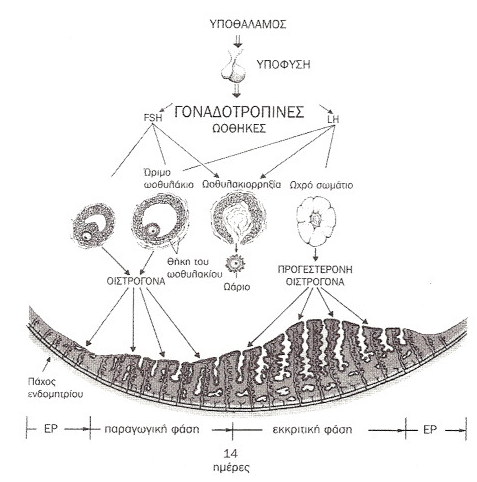 ΥΠΟΘΑΛΑΜΟΣ
ΥΠΟΦΥΣΗ
ΓΟΝΑΔΟΤΡΟΠΙΝΕΣ
FSH
ΩΟΘΗΚΕΣ
LH
Ώριμο
ωοθυλάκια
Ωοθυλακιορρηξία
Ωχρό σωμάτιο
Θήκη του
ωοθυλακίου
Ωάριο
ΟΙΣΤΡΟΓΟΝΑ
ΠΡΟΓΕΣΤΕΡΟΝΗ
ΟΙΣΤΡΟΓΟΝΑ
Πάχος
ενδομητρίου
ΕΡ
παραγωγική φάση
εκκριτική φάση
ΕΡ
14
ημέρες